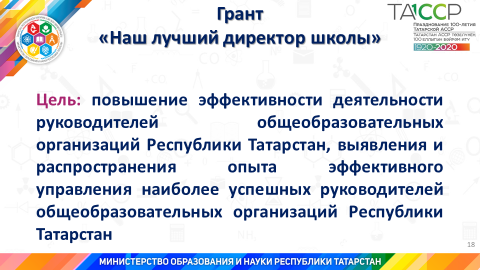 Грант
«Наш лучший директор школы»
ТАССР
Празднование 100-летия
Татарской АССР
1920-2020
Цель: повышение эффективности деятельности
руководителей общеобразовательных
организаций Республики Татарстан, выявления и
распространения опыта эффективного
управления наиболее успешных руководителей
общеобразовательных организаций Республики
Татарстан
18
МИНИСТЕРСТВО ОБРАЗОВАНИЯ И НАУКИ РЕСПУБЛИКИ ТАТАРСТАН